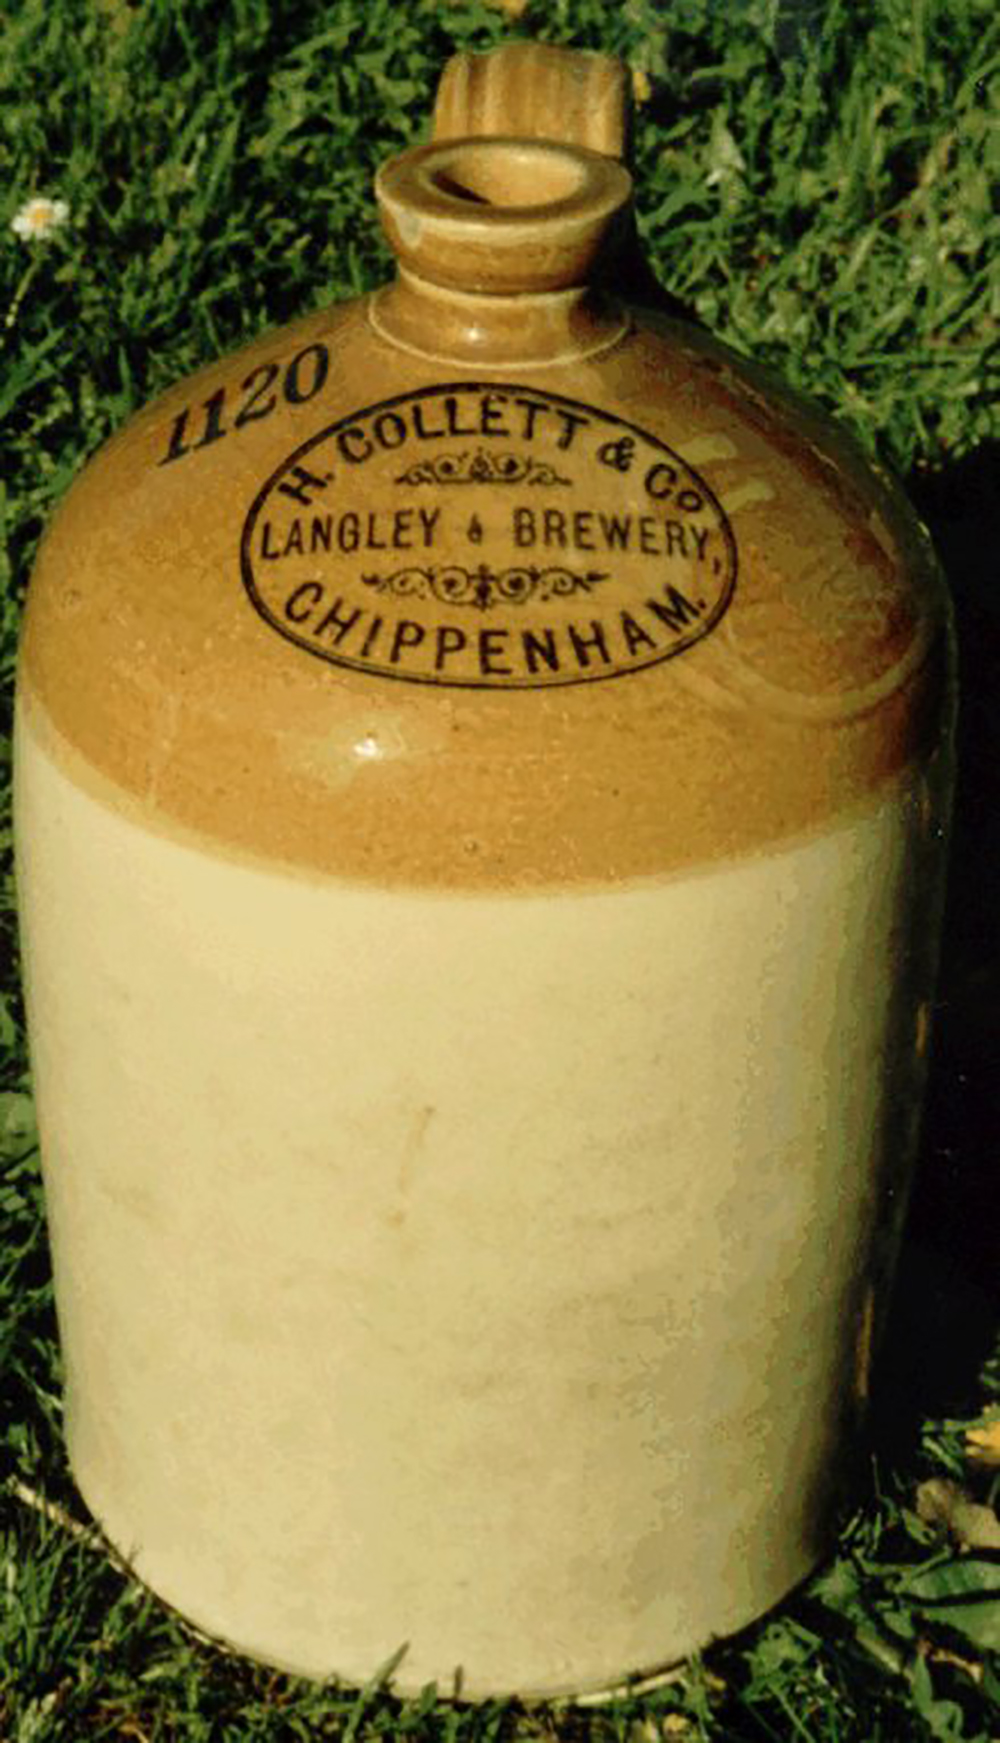 1120
H. COLLETT & Co
LANGLEY BREWERY,
CHIPPENHAM.